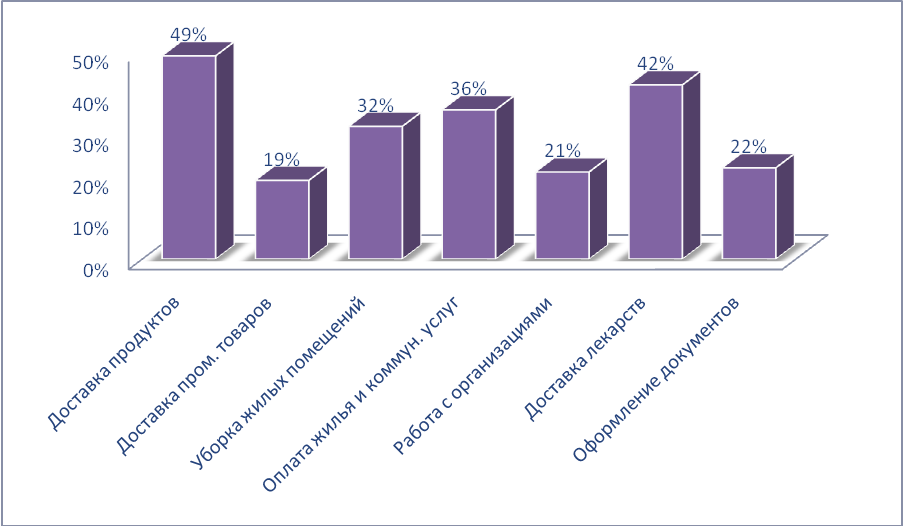 49%
19%
32%
36%
21%
42%
22%
50%
40%
30%
20%
10%
0%
Доставка продуктов
Доставка пром. товаров
Уборка жилых помещений
Оплата жилья и коммун. услуг
Работа с организациями
Доставка лекарств
Оформление документов